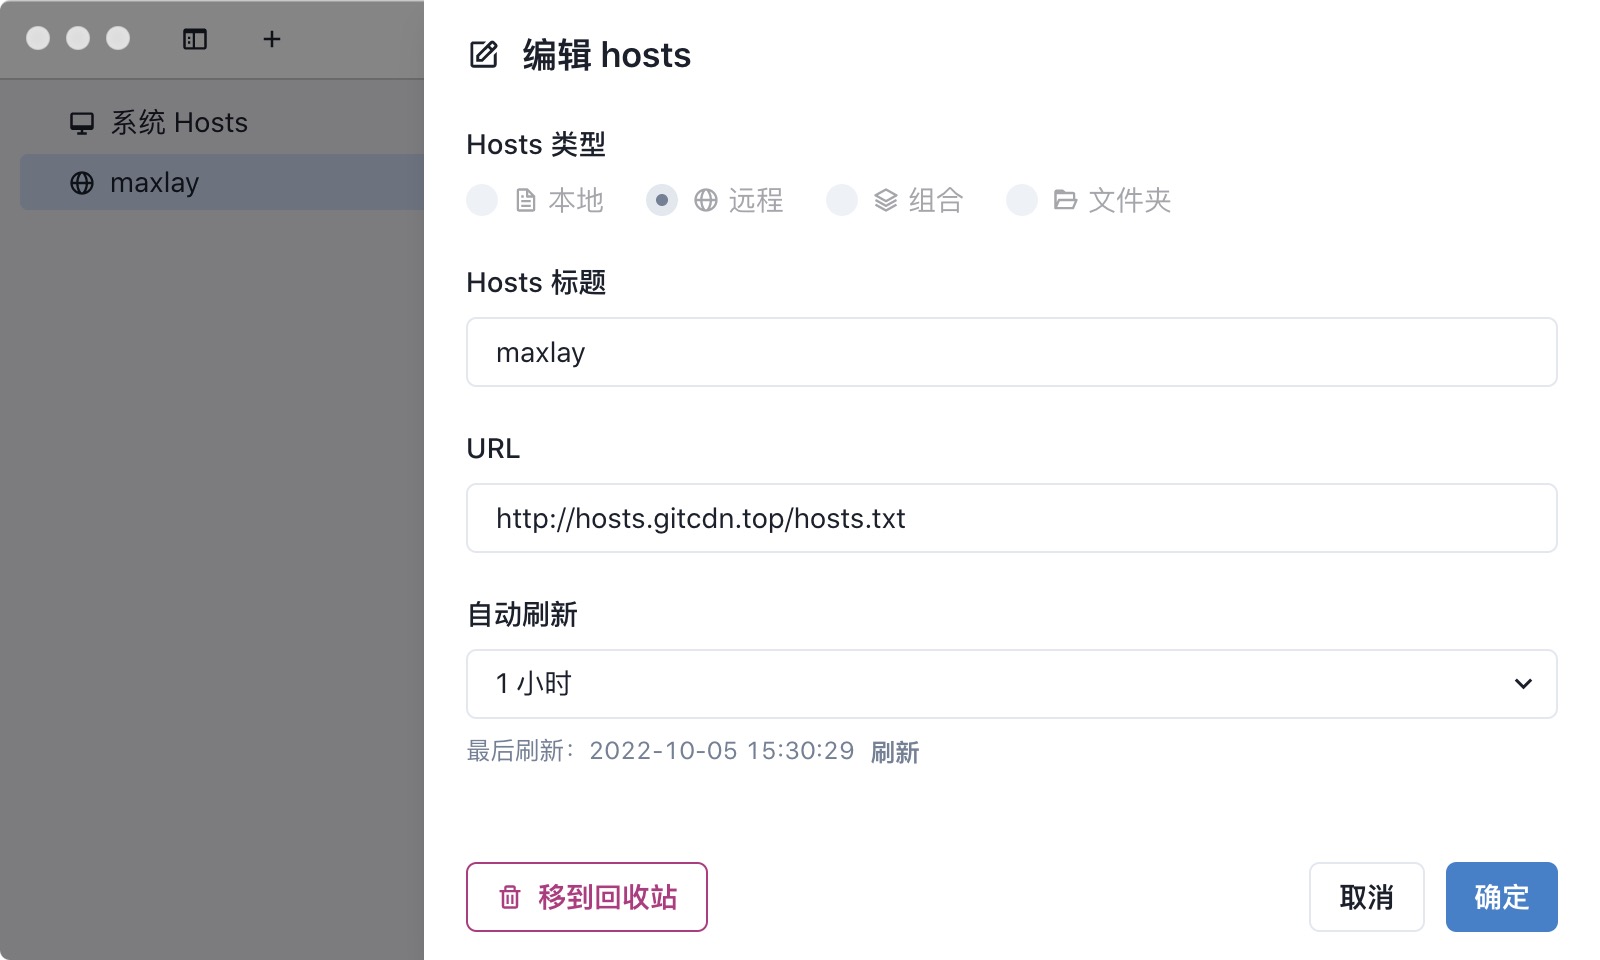 系统 Hosts
maxlay
编辑 hosts
Hosts 类型
本地 远程 组合 文件夹
Hosts 标题
maxlay
URL
http://hosts.gitcdn.top/hosts.txt
自动刷新
1 小时
最后刷新：2022-10-05 15:30:29 刷新
移到回收站 取消 确定